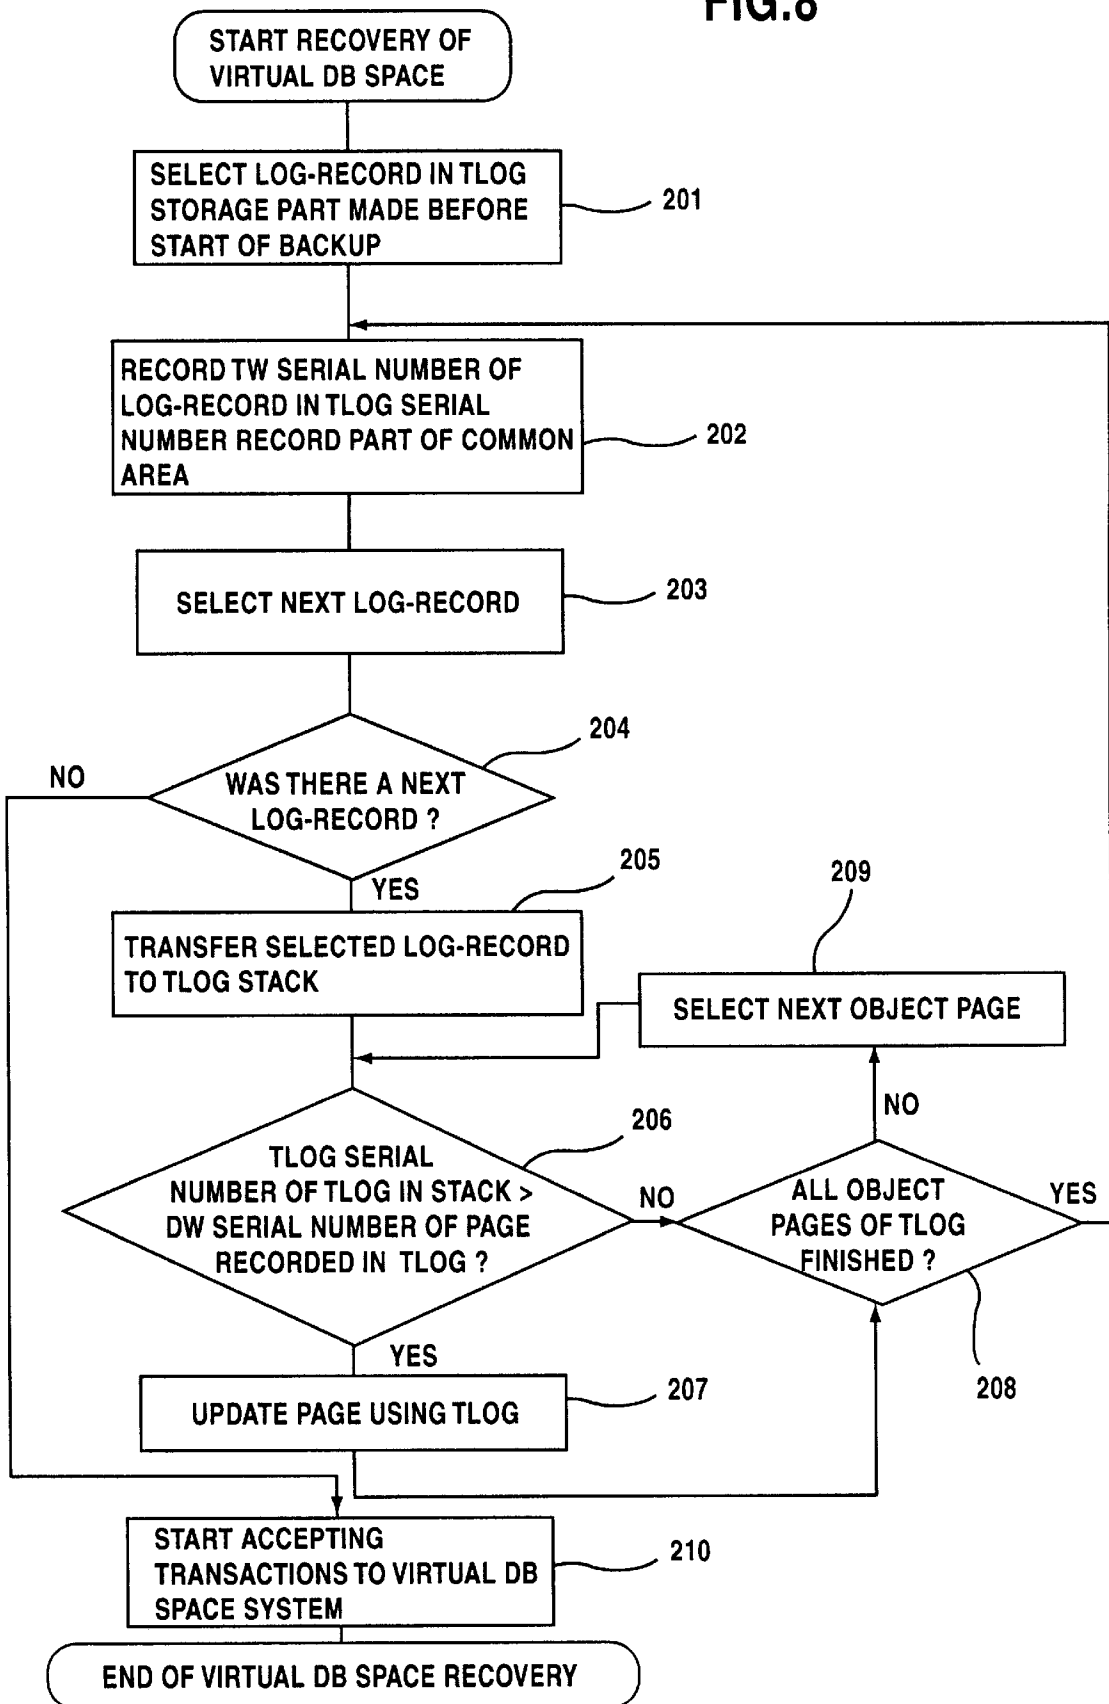 FIG.8
START RECOVERY OF
VIRTUAL DB SPACE
SELECT LOG-RECORD IN TLOG
STORAGE PART MADE BEFORE
START OF BACKUP
201
RECORD TW SERIAL NUMBER OF
LOG-RECORD IN TLOG SERIAL
NUMBER RECORD PART OF COMMON
AREA
202
SELECT NEXT LOG-RECORD
203
204
NO
WAS THERE A NEXT
LOG-RECORD ?
YES
205
TRANSFER SELECTED LOG-RECORD
TO TLOG STACK
209
SELECT NEXT OBJECT PAGE
NO
206
TLOG SERIAL
NUMBER OF TLOG IN STACK >
DW SERIAL NUMBER OF PAGE
RECORDED IN TLOG ?
NO
ALL OBJECT
PAGES OF TLOG
FINISHED ?
YES
208
YES
UPDATE PAGE USING TLOG
207
START ACCEPTING
TRANSACTIONS TO VIRTUAL DB
SPACE SYSTEM
210
END OF VIRTUAL DB SPACE RECOVERY